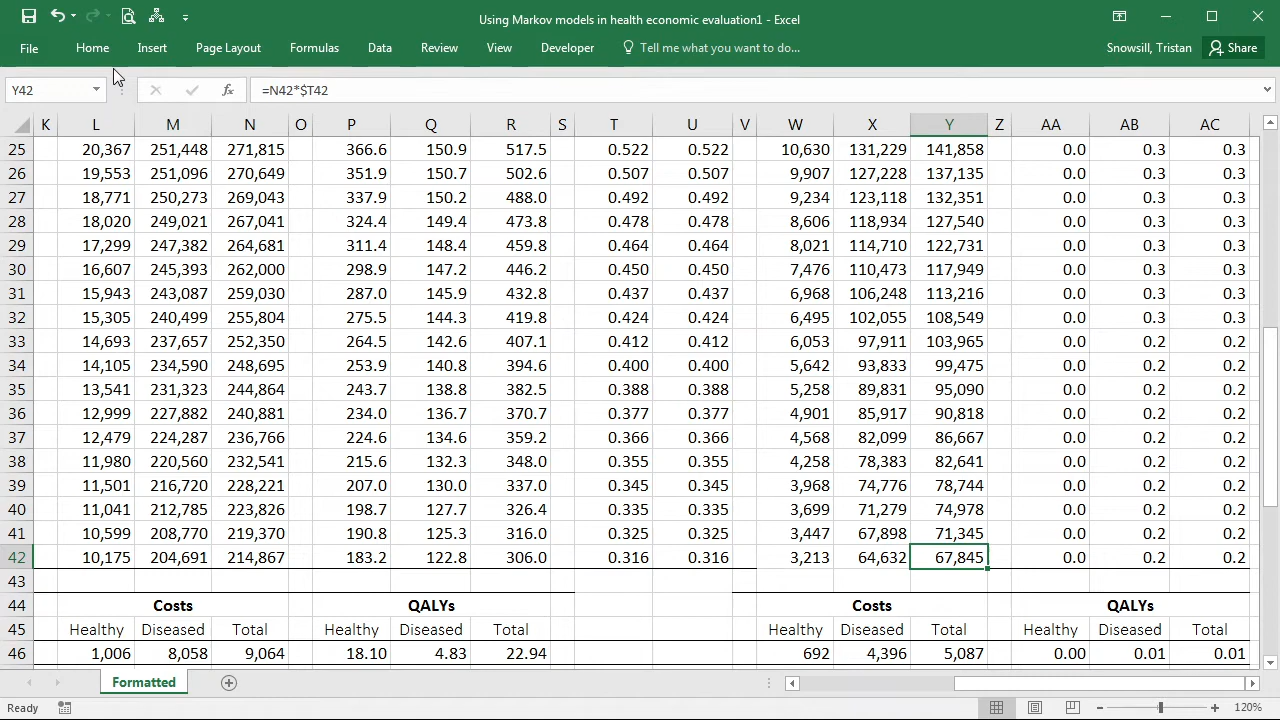 Using Markov models in health economic evaluation1 - Excel
File Home Insert Page Layout Formulas Data Review View Developer Tell me what you want to do... Snowsill, Tristan Share
Y42 fx =N42*$T42
K L M N O P Q R S T U V W X Y Z AA AB AC
25 20,367 251,448 271,815 366.6 150.9 517.5 0.522 0.522 10,630 131,229 141,858 0.0 0.3 0.3
26 19,553 251,096 270,649 351.9 150.7 502.6 0.507 0.507 9,907 127,228 137,135 0.0 0.3 0.3
27 18,771 250,273 269,043 337.9 150.2 488.0 0.492 0.492 9,234 123,118 132,351 0.0 0.3 0.3
28 18,020 249,021 267,041 324.4 149.4 473.8 0.478 0.478 8,606 118,934 127,540 0.0 0.3 0.3
29 17,299 247,382 264,681 311.4 148.4 459.8 0.464 0.464 8,021 114,710 122,731 0.0 0.3 0.3
30 16,607 245,393 262,000 298.9 147.2 446.2 0.450 0.450 7,476 110,473 117,949 0.0 0.3 0.3
31 15,943 243,087 259,030 287.0 145.9 432.8 0.437 0.437 6,968 106,248 113,216 0.0 0.3 0.3
32 15,305 240,499 255,804 275.5 144.3 419.8 0.424 0.424 6,495 102,055 108,549 0.0 0.3 0.3
33 14,693 237,657 252,350 264.5 142.6 407.1 0.412 0.412 6,053 97,911 103,965 0.0 0.2 0.2
34 14,105 234,590 248,695 253.9 140.8 394.6 0.400 0.400 5,642 93,833 99,475 0.0 0.2 0.2
35 13,541 231,323 244,864 243.7 138.8 382.5 0.388 0.388 5,258 89,831 95,090 0.0 0.2 0.2
36 12,999 227,882 240,881 234.0 136.7 370.7 0.377 0.377 4,901 85,917 90,818 0.0 0.2 0.2
37 12,479 224,287 236,766 224.6 134.6 359.2 0.366 0.366 4,568 82,099 86,667 0.0 0.2 0.2
38 11,980 220,560 232,541 215.6 132.3 348.0 0.355 0.355 4,258 78,383 82,641 0.0 0.2 0.2
39 11,501 216,720 228,221 207.0 130.0 337.0 0.345 0.345 3,968 74,776 78,744 0.0 0.2 0.2
40 11,041 212,785 223,826 198.7 127.7 326.4 0.335 0.335 3,699 71,279 74,978 0.0 0.2 0.2
41 10,599 208,770 219,370 190.8 125.3 316.0 0.325 0.325 3,447 67,898 71,345 0.0 0.2 0.2
42 10,175 204,691 214,867 183.2 122.8 306.0 0.316 0.316 3,213 64,632 67,845 0.0 0.2 0.2
43
44 Costs QALYs Costs QALYs
45 Healthy Diseased Total Healthy Diseased Total Healthy Diseased Total Healthy Diseased Total
46 1,006 8,058 9,064 18.10 4.83 22.94 692 4,396 5,087 0.00 0.01 0.01
Formatted
Ready 120%